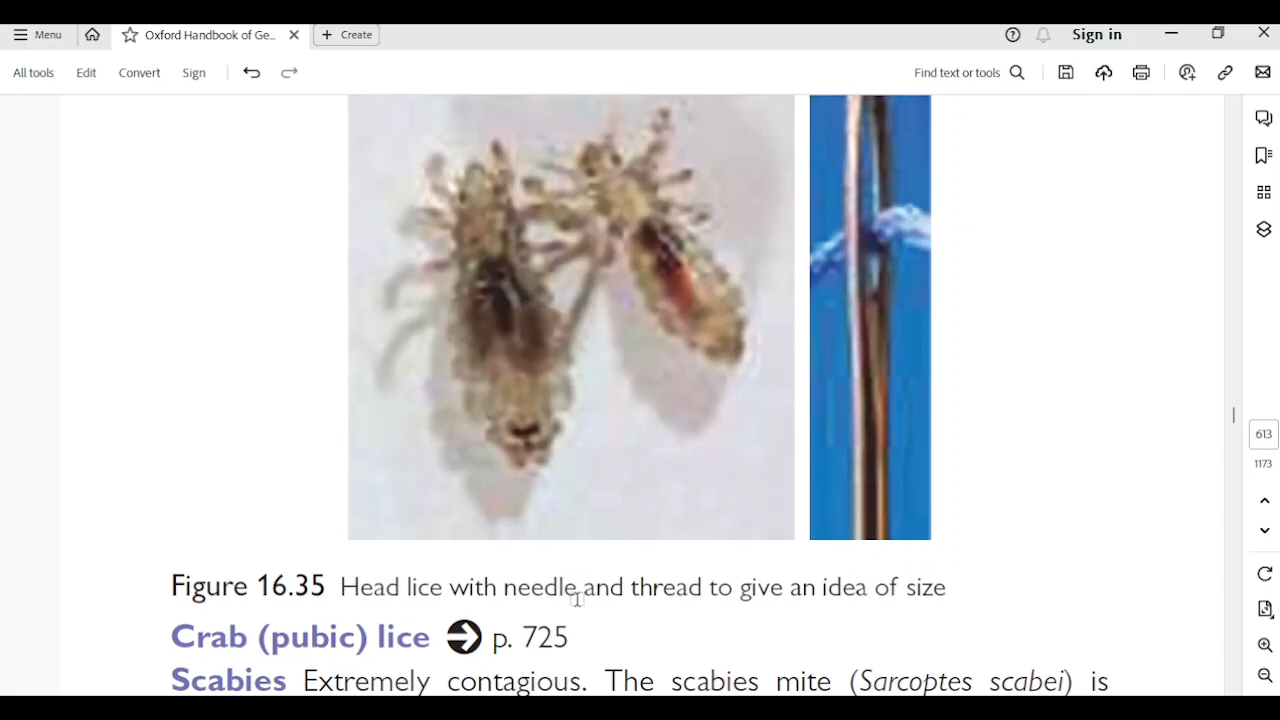 Menu
Oxford Handbook of Ge...
Create
Sign in
All tools
Edit
Convert
Sign
Find text or tools
613
1173
Figure 16.35 Head lice with needle and thread to give an idea of size
Crab (pubic) lice p. 725
Scabies Extremely contagious. The scabies mite (Sarcoptes scabei) is